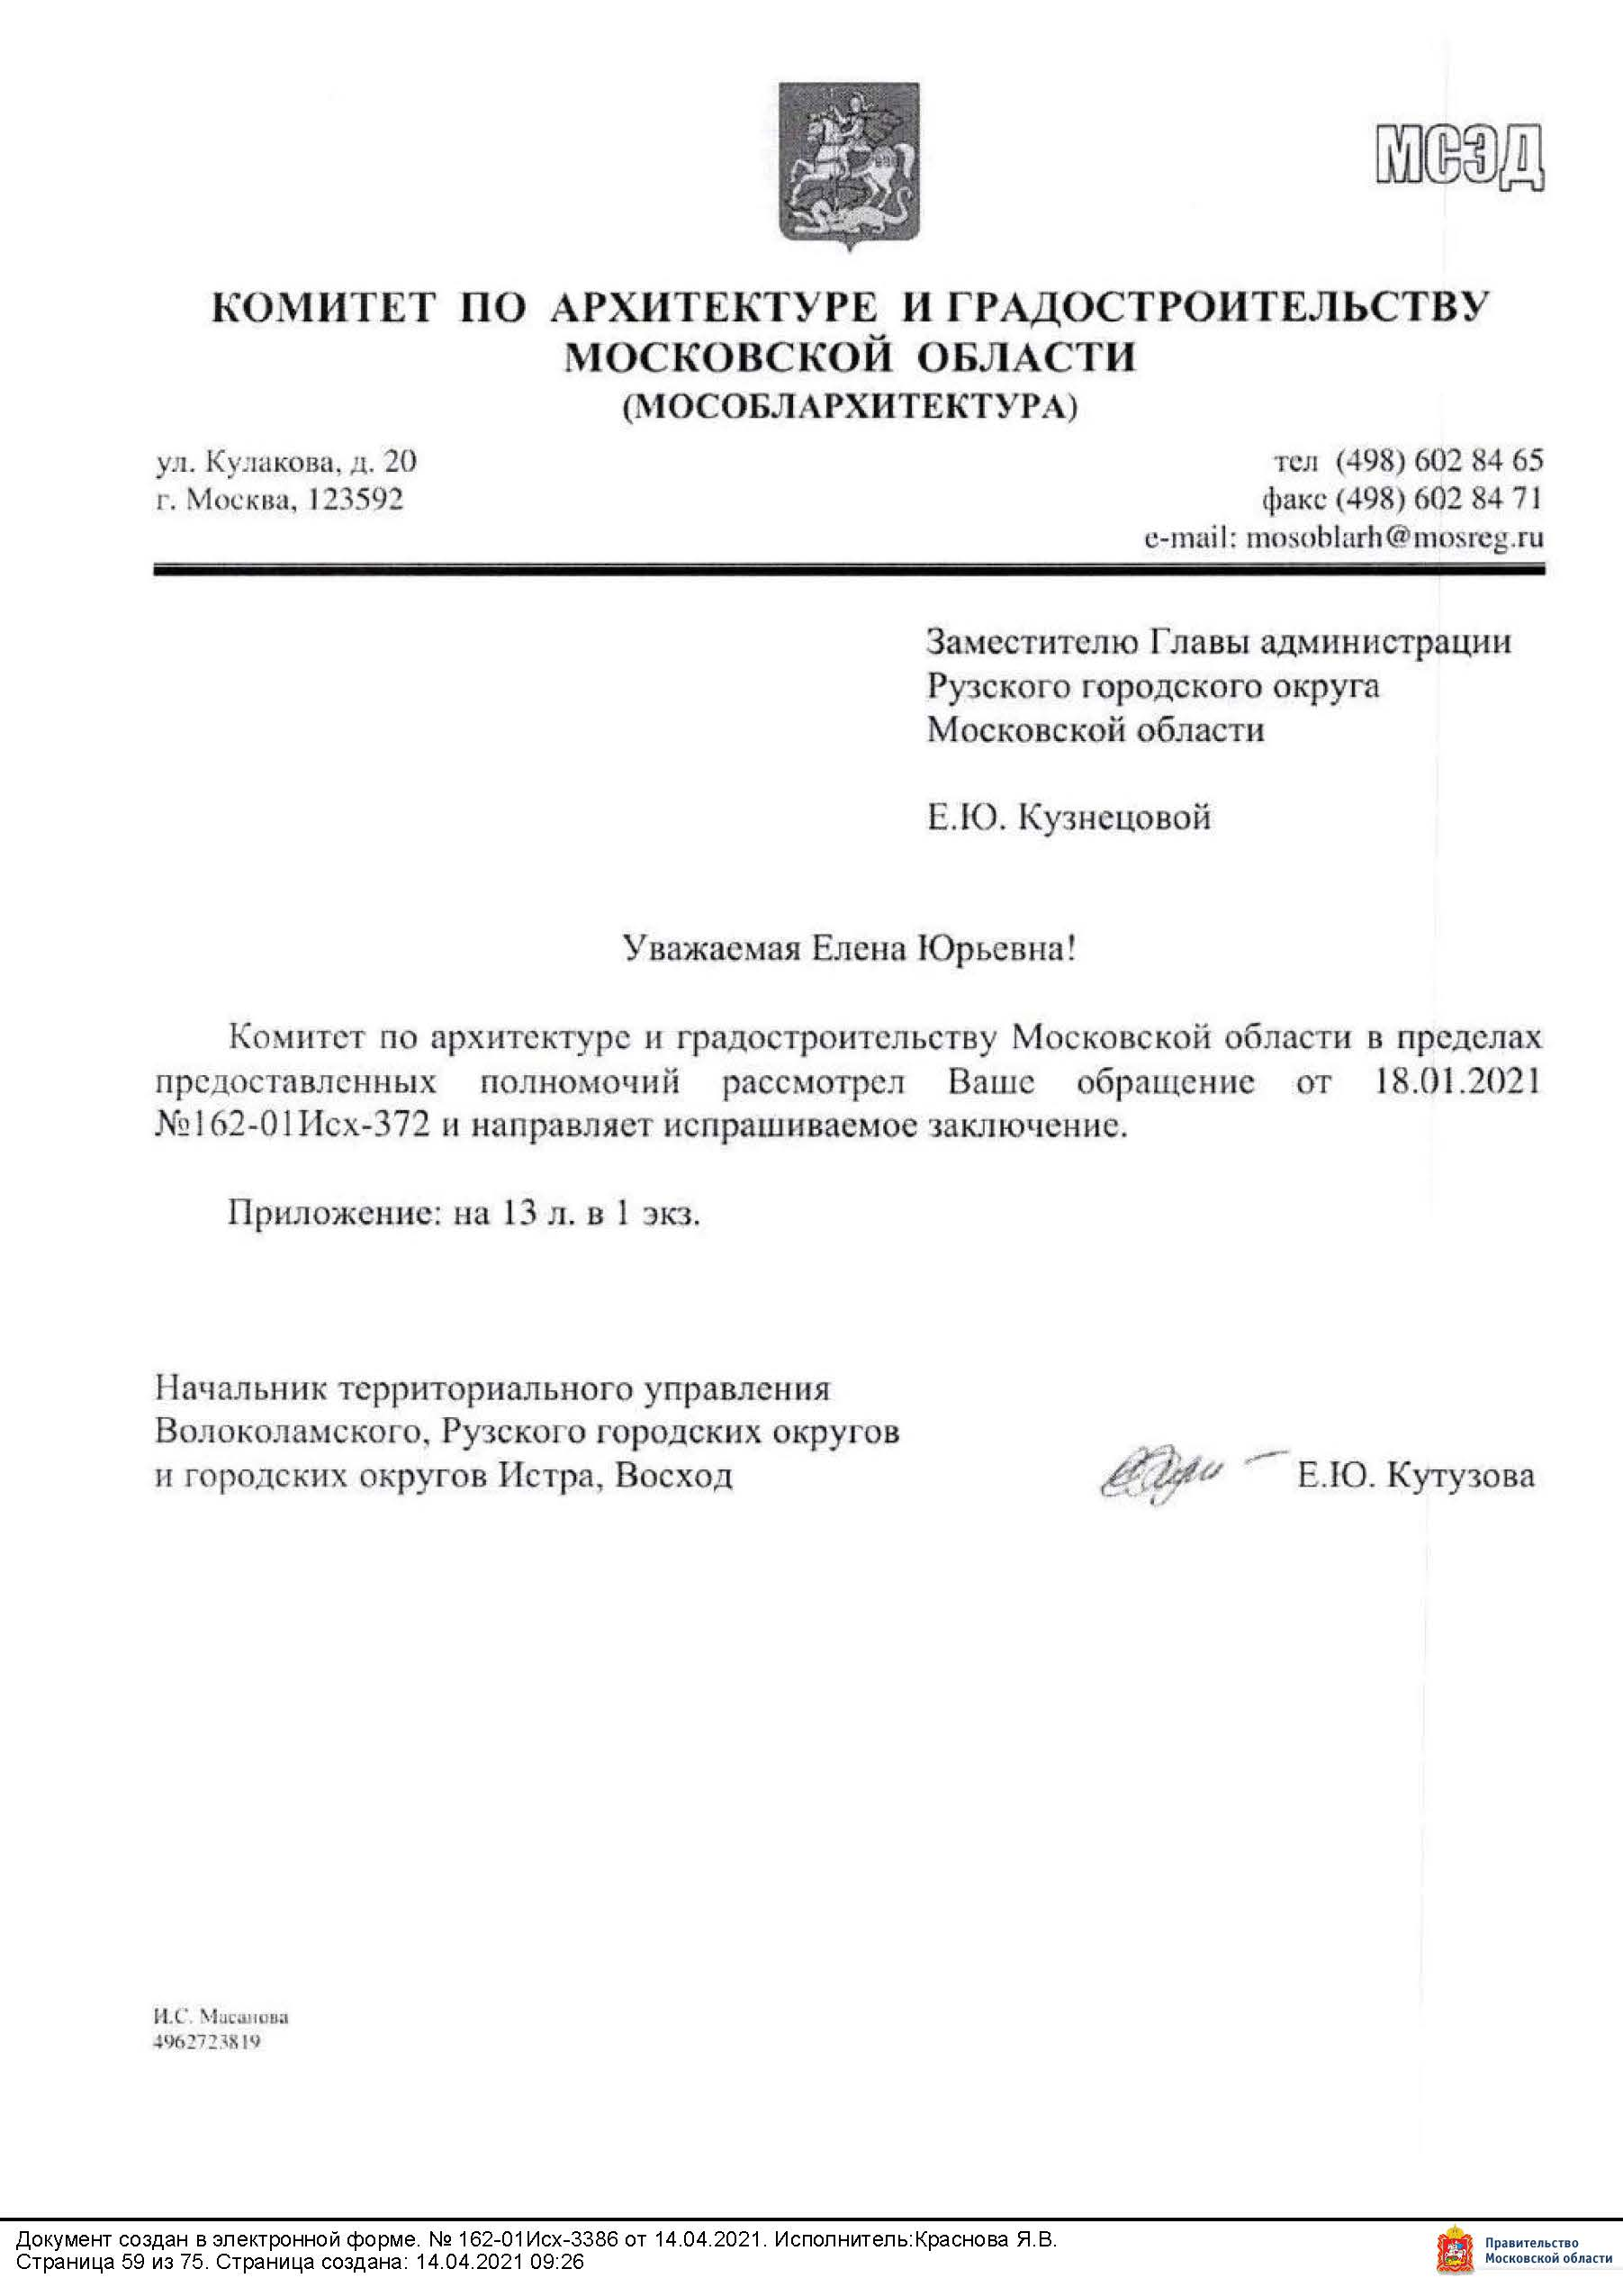 МСЭД
КОМИТЕТ ПО АРХИТЕКТУРЕ И ГРАДОСТРОИТЕЛЬСТВУ
МОСКОВСКОЙ ОБЛАСТИ
(МОСОБЛАРХИТЕКТУРА)
ул. Кулакова, д. 20
г. Москва, 123592
тел (498) 602 84 65
факс (498) 602 84 71
e-mail: mosoblarh@mosreg.ru
Заместителю Главы администрации
Рузского городского округа
Московской области
Е.Ю. Кузнецовой
Уважаемая Елена Юрьевна!
Комитет по архитектуре и градостроительству Московской области в пределах
предоставленных полномочий рассмотрел Ваше обращение от 18.01.2021
№162-01Исх-372 и направляет испрашиваемое заключение.
Приложение: на 13 л. в 1 экз.
Начальник территориального управления
Волоколамского, Рузского городских округов
и городских округов Истра, Восход
Е.Ю. Кутузова
И.С. Масанова
4962723819
Документ создан в электронной форме. № 162-01Исх-3386 от 14.04.2021. Исполнитель:Краснова Я.В.
Страница 59 из 75. Страница создана: 14.04.2021 09:26
Правительство
Московской области